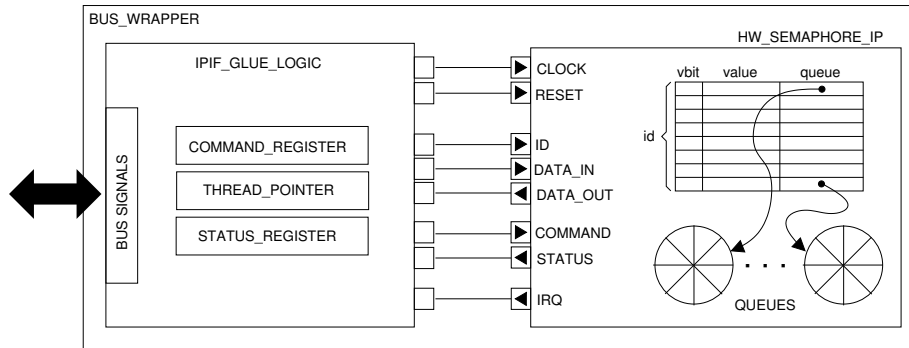 BUS_WRAPPER
IPIF_GLUE_LOGIC
BUS SIGNALS
COMMAND_REGISTER
THREAD_POINTER
STATUS_REGISTER
HW_SEMAPHORE_IP
CLOCK
RESET
ID
DATA_IN
DATA_OUT
COMMAND
STATUS
IRQ
vbit value queue
id
. . .
QUEUES